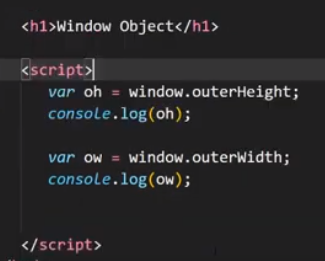 <h1>Window Object</h1>
<script>
var oh = window.outerHeight;
console.log(oh);
var ow = window.outerWidth;
console.log(ow);
</script>